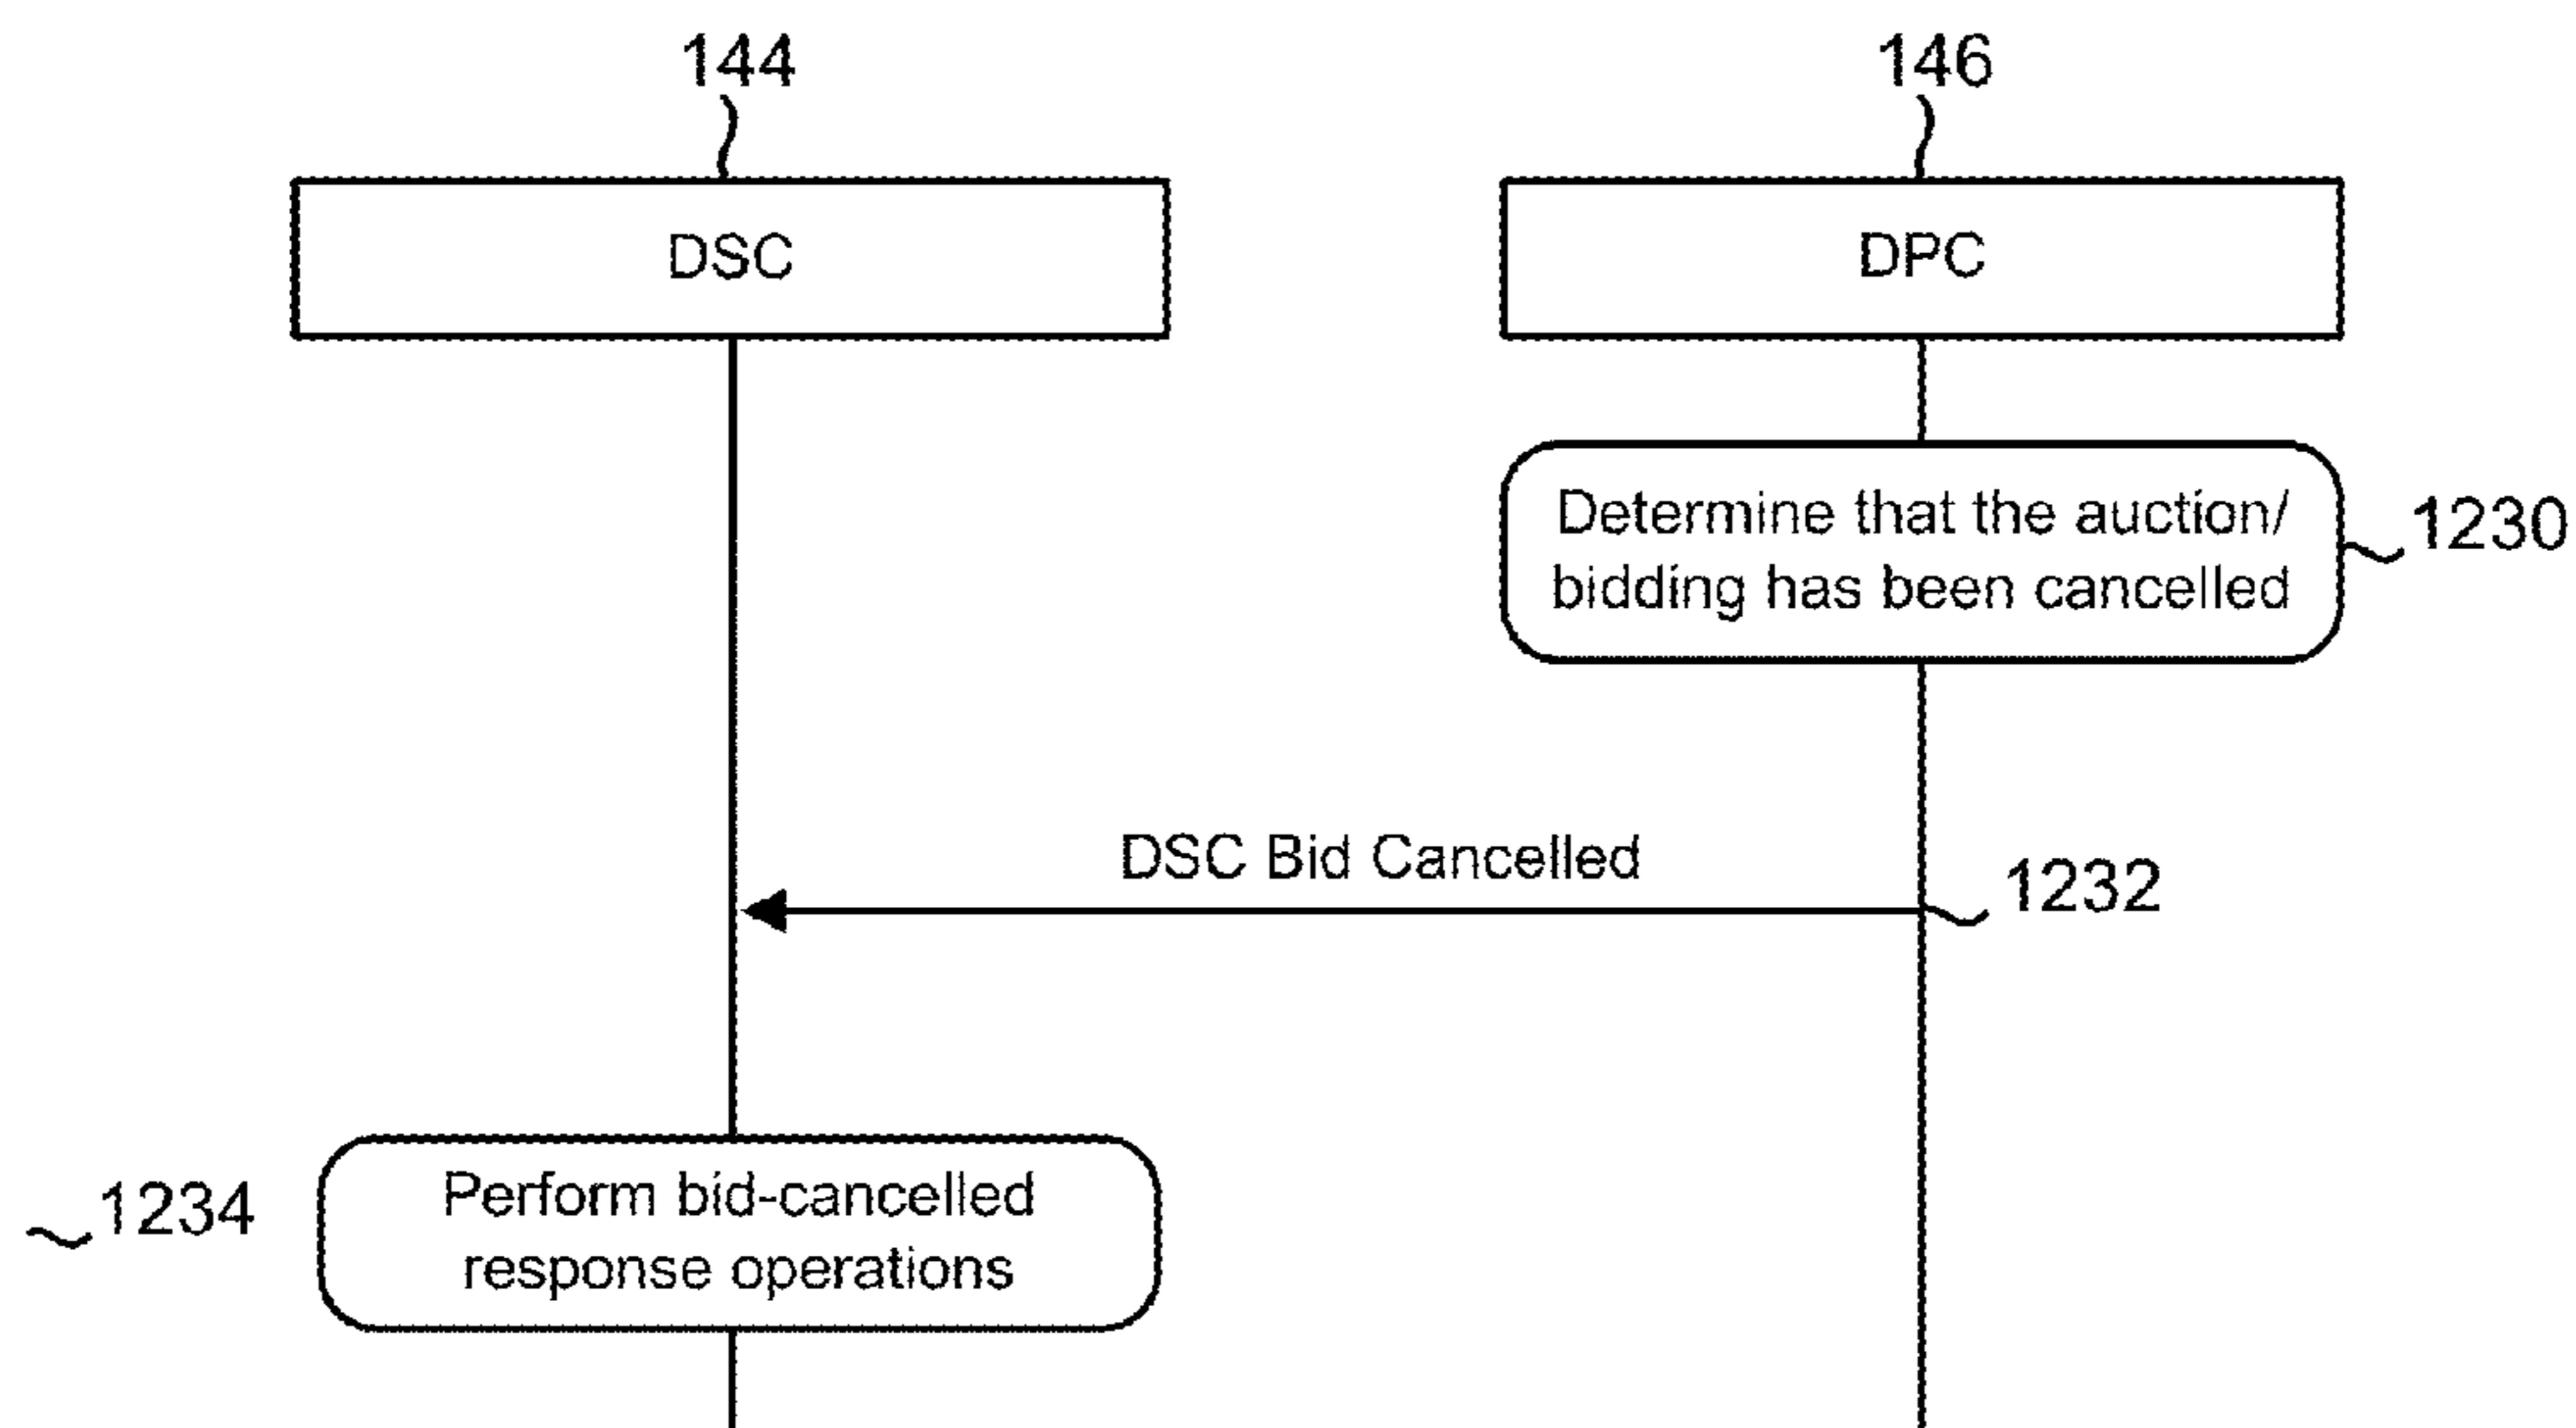 144
146
DSC
DPC
Determine that the auction/
bidding has been cancelled
1230
DSC Bid Cancelled
1232
1234
Perform bid-cancelled
response operations